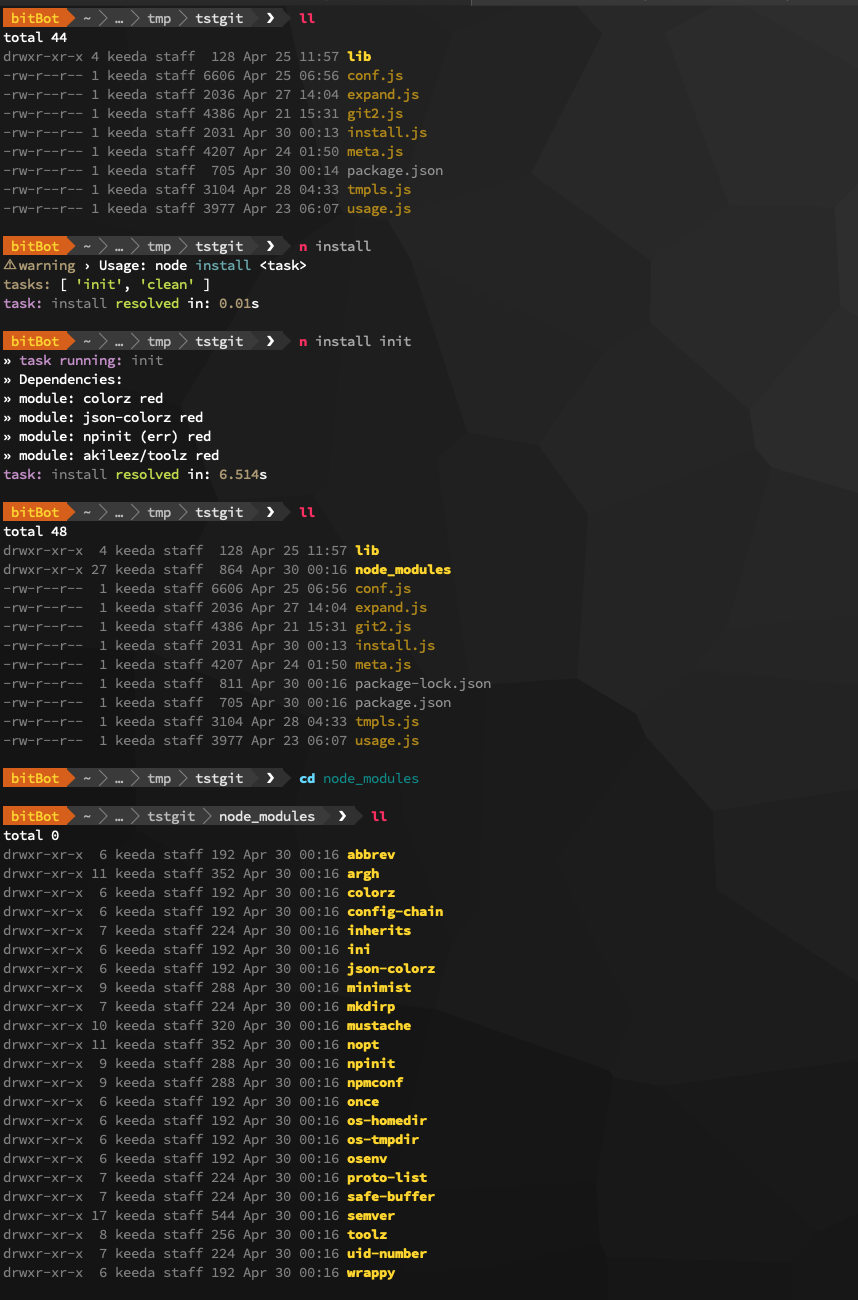 bitBot ~ … tmp tstgit ❯ ll
total 44
drwxr-xr-x 4 keeda staff  128 Apr 25 11:57 lib
-rw-r--r-- 1 keeda staff 6606 Apr 25 06:56 conf.js
-rw-r--r-- 1 keeda staff 2036 Apr 27 14:04 expand.js
-rw-r--r-- 1 keeda staff 4386 Apr 21 15:31 git2.js
-rw-r--r-- 1 keeda staff 2031 Apr 30 00:13 install.js
-rw-r--r-- 1 keeda staff 4207 Apr 24 01:50 meta.js
-rw-r--r-- 1 keeda staff  705 Apr 30 00:14 package.json
-rw-r--r-- 1 keeda staff 3104 Apr 28 04:33 tmpls.js
-rw-r--r-- 1 keeda staff 3977 Apr 23 06:07 usage.js
bitBot ~ … tmp tstgit ❯ n install
⚠warning › Usage: node install <task>
tasks: [ 'init', 'clean' ]
task: install resolved in: 0.01s
bitBot ~ … tmp tstgit ❯ n install init
» task running: init
» Dependencies:
» module: colorz red
» module: json-colorz red
» module: npinit (err) red
» module: akileez/toolz red
task: install resolved in: 6.514s
bitBot ~ … tmp tstgit ❯ ll
total 48
drwxr-xr-x  4 keeda staff  128 Apr 25 11:57 lib
drwxr-xr-x 27 keeda staff  864 Apr 30 00:16 node_modules
-rw-r--r--  1 keeda staff 6606 Apr 25 06:56 conf.js
-rw-r--r--  1 keeda staff 2036 Apr 27 14:04 expand.js
-rw-r--r--  1 keeda staff 4386 Apr 21 15:31 git2.js
-rw-r--r--  1 keeda staff 2031 Apr 30 00:13 install.js
-rw-r--r--  1 keeda staff 4207 Apr 24 01:50 meta.js
-rw-r--r--  1 keeda staff  811 Apr 30 00:16 package-lock.json
-rw-r--r--  1 keeda staff  705 Apr 30 00:16 package.json
-rw-r--r--  1 keeda staff 3104 Apr 28 04:33 tmpls.js
-rw-r--r--  1 keeda staff 3977 Apr 23 06:07 usage.js
bitBot ~ … tmp tstgit ❯ cd node_modules
bitBot ~ … tstgit node_modules ❯ ll
total 0
drwxr-xr-x  6 keeda staff 192 Apr 30 00:16 abbrev
drwxr-xr-x 11 keeda staff 352 Apr 30 00:16 argh
drwxr-xr-x  6 keeda staff 192 Apr 30 00:16 colorz
drwxr-xr-x  6 keeda staff 192 Apr 30 00:16 config-chain
drwxr-xr-x  7 keeda staff 224 Apr 30 00:16 inherits
drwxr-xr-x  6 keeda staff 192 Apr 30 00:16 ini
drwxr-xr-x  6 keeda staff 192 Apr 30 00:16 json-colorz
drwxr-xr-x  9 keeda staff 288 Apr 30 00:16 minimist
drwxr-xr-x  7 keeda staff 224 Apr 30 00:16 mkdirp
drwxr-xr-x 10 keeda staff 320 Apr 30 00:16 mustache
drwxr-xr-x 11 keeda staff 352 Apr 30 00:16 nopt
drwxr-xr-x  9 keeda staff 288 Apr 30 00:16 npinit
drwxr-xr-x  9 keeda staff 288 Apr 30 00:16 npmconf
drwxr-xr-x  6 keeda staff 192 Apr 30 00:16 once
drwxr-xr-x  6 keeda staff 192 Apr 30 00:16 os-homedir
drwxr-xr-x  6 keeda staff 192 Apr 30 00:16 os-tmpdir
drwxr-xr-x  6 keeda staff 192 Apr 30 00:16 osenv
drwxr-xr-x  7 keeda staff 224 Apr 30 00:16 proto-list
drwxr-xr-x  7 keeda staff 224 Apr 30 00:16 safe-buffer
drwxr-xr-x 17 keeda staff 544 Apr 30 00:16 semver
drwxr-xr-x  8 keeda staff 256 Apr 30 00:16 toolz
drwxr-xr-x  7 keeda staff 224 Apr 30 00:16 uid-number
drwxr-xr-x  6 keeda staff 192 Apr 30 00:16 wrappy